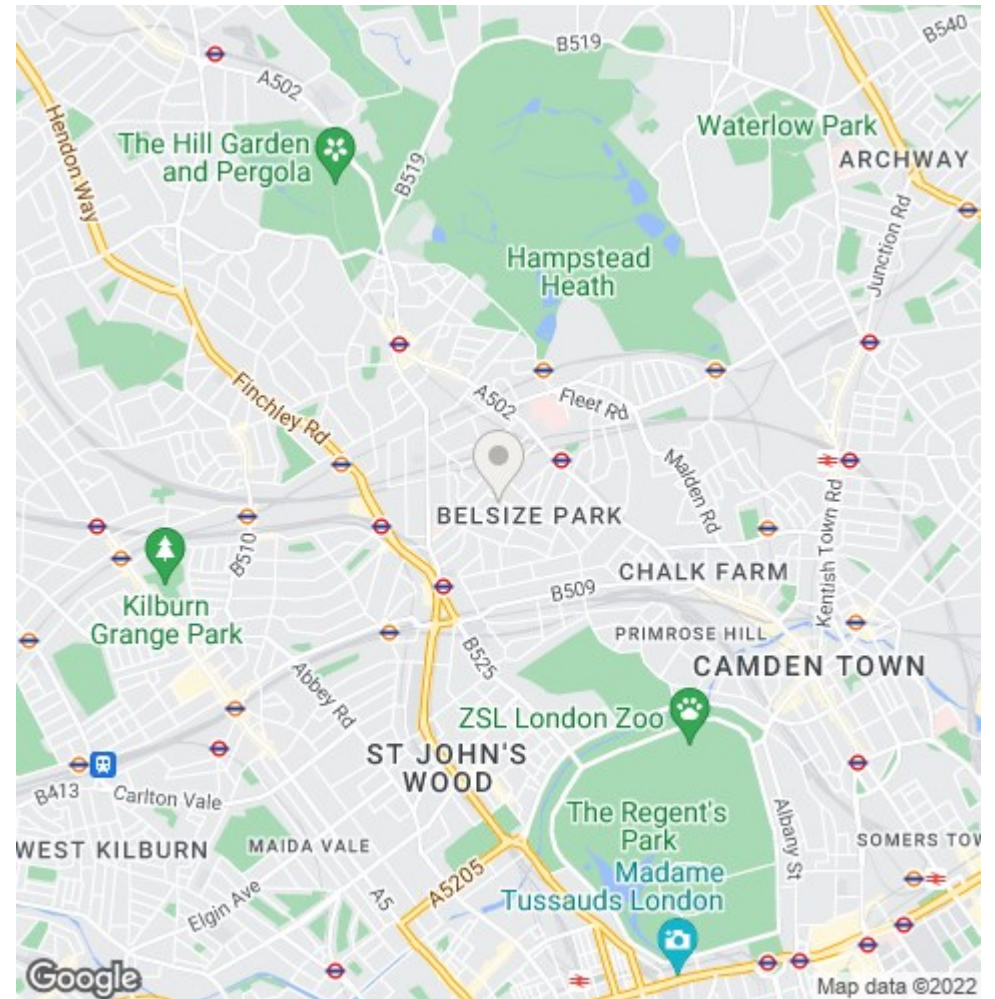 B519
B540
A502
Hendon Way
The Hill Garden
and Pergola
B519
Waterlow Park
ARCHWAY
Junction Rd
Hampstead
Heath
Finchley Rd
A502
Fleet Rd
Malden Rd
BELSIZE PARK
Kentish Town Rd
B510
CHALK FARM
B509
Kilburn
Grange Park
PRIMROSE HILL
B525
CAMDEN TOWN
Abbey Rd
ZSL London Zoo
ST JOHN'S
WOOD
B413
Carlton Vale
The Regent's
Park
Albany St
WEST KILBURN
MAIDA VALE
SOMERS TOW
A5205
Madame
Tussauds London
Elgin Ave
A5
Google
Map data ©2022